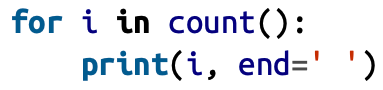 for i in count():
    print(i, end=' ')